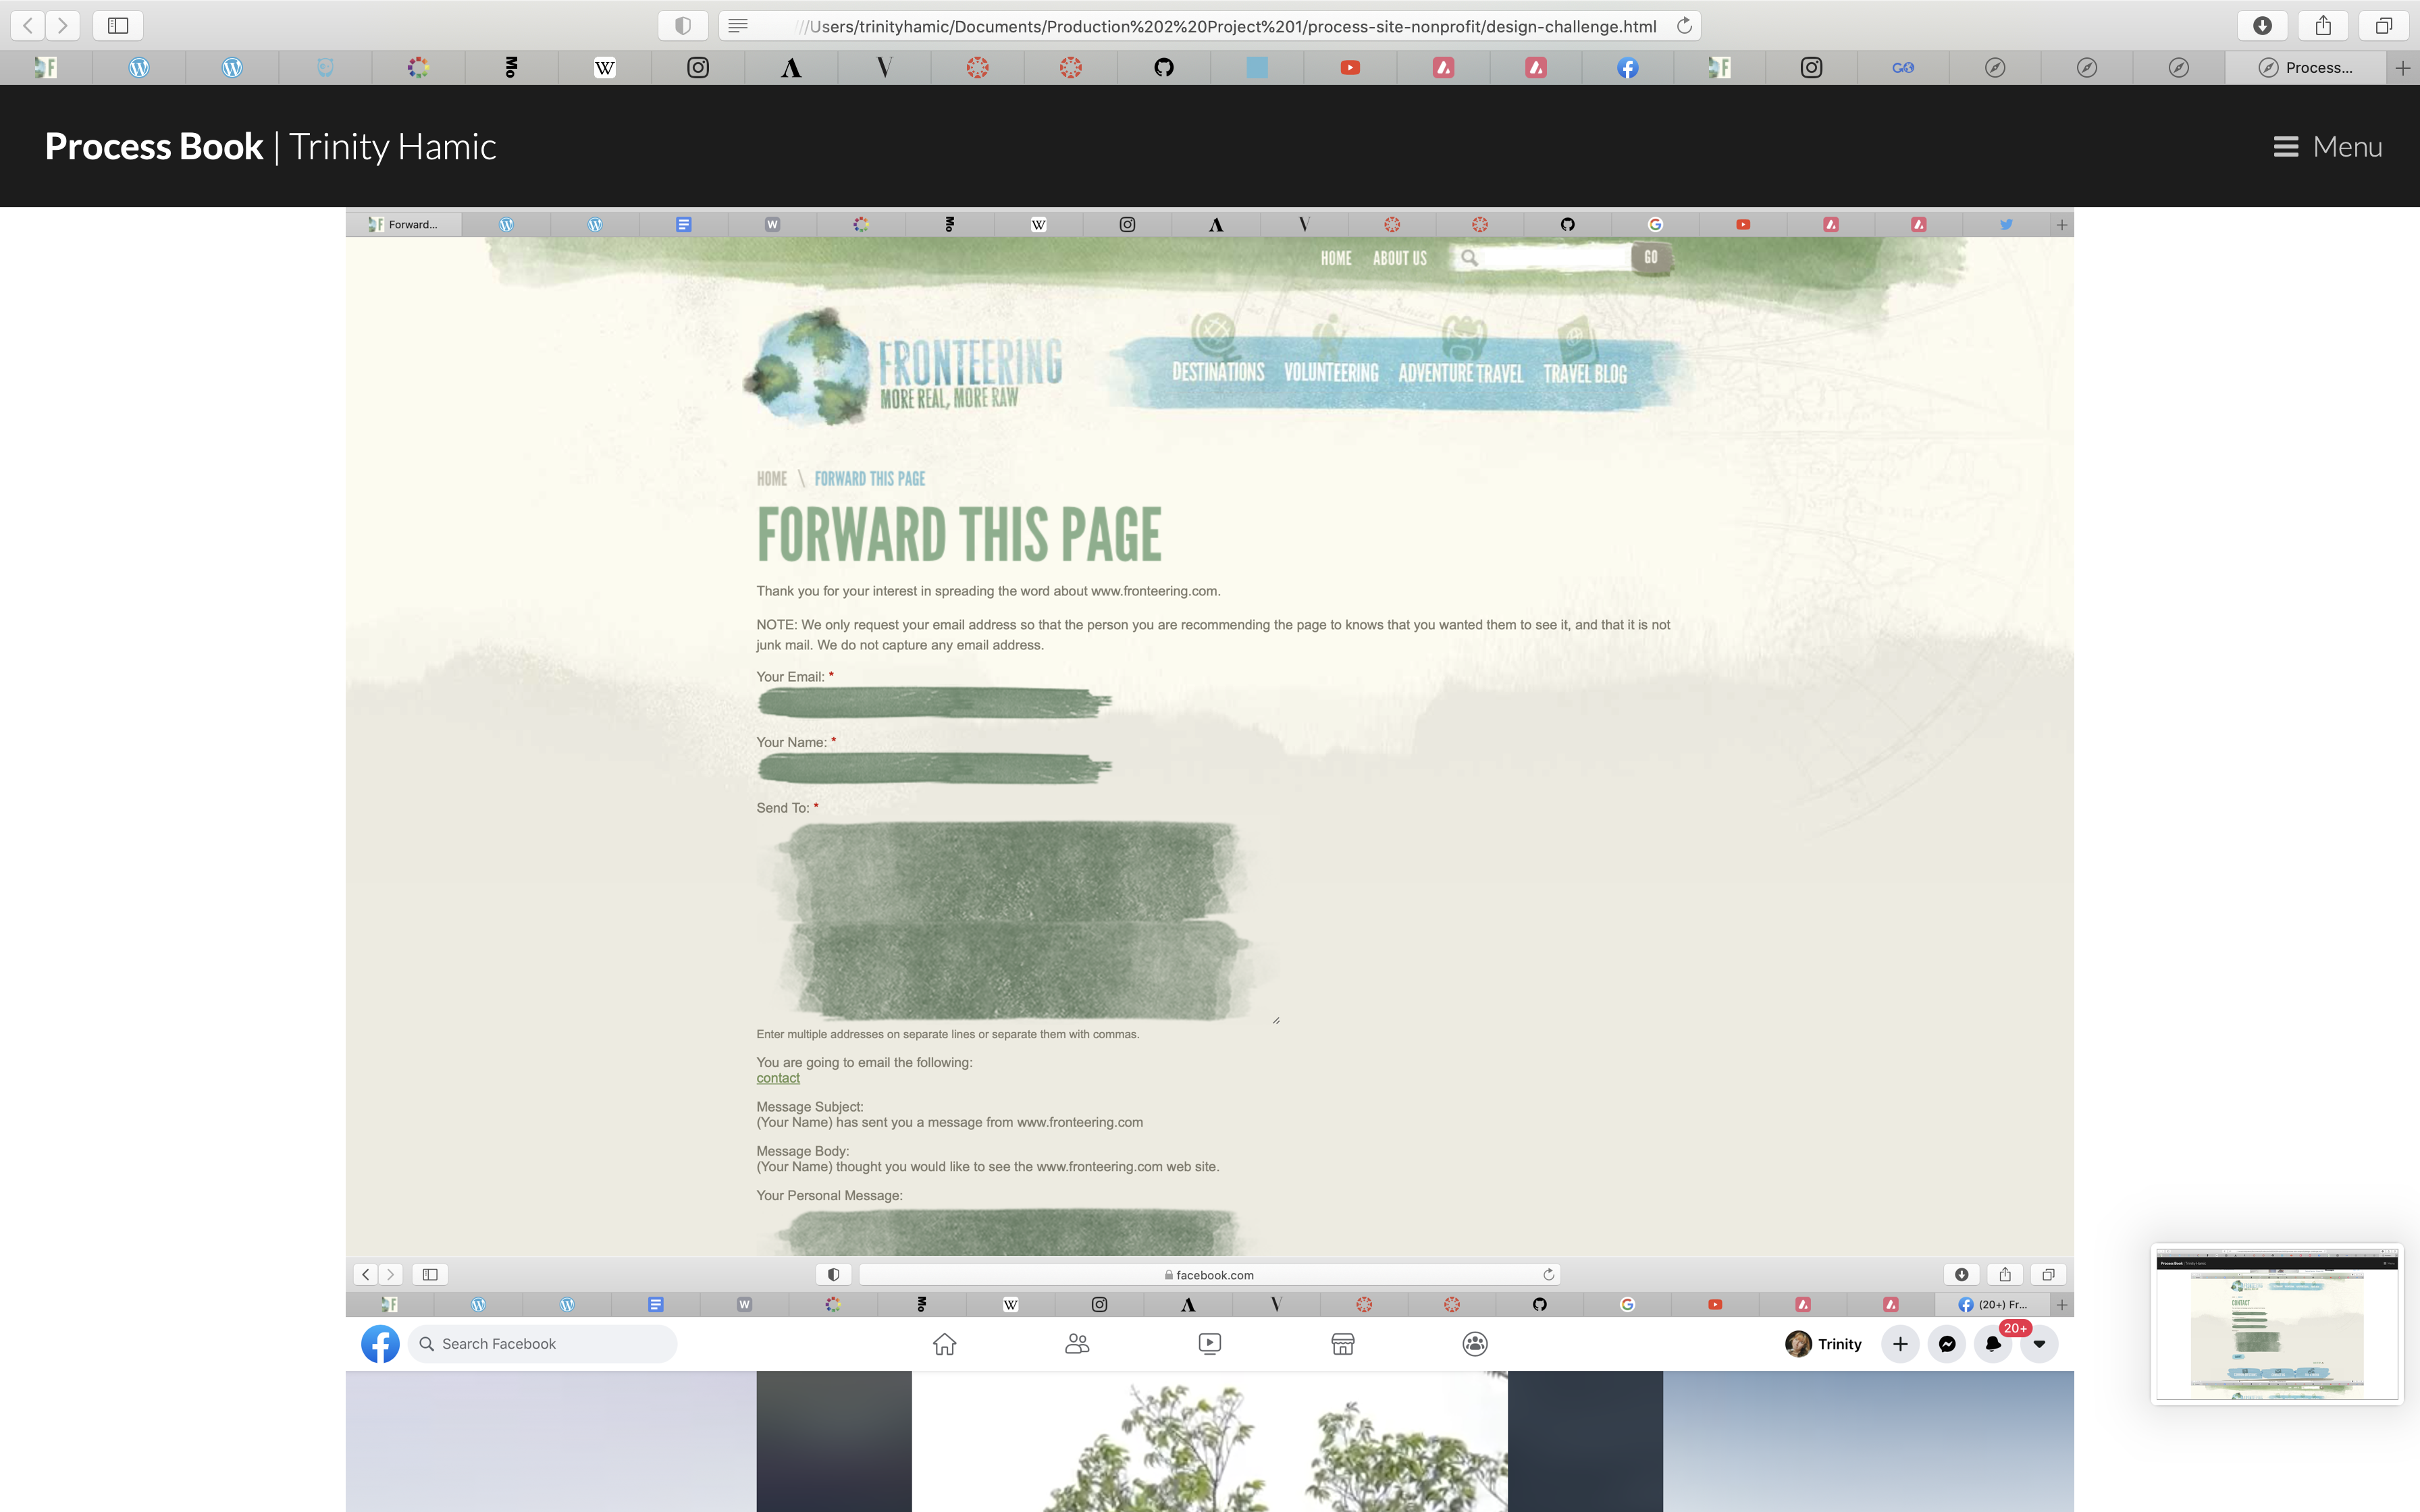 ///Users/trinityhamic/Documents/Production%202%20Project%201/process-site-nonprofit/design-challenge.html
Process...
Process Book | Trinity Hamic
Menu
Forward...
HOME ABOUT US GO
FRONTEERING
MORE REAL, MORE RAW
DESTINATIONS VOLUNTEERING ADVENTURE TRAVEL TRAVEL BLOG
HOME \ FORWARD THIS PAGE
FORWARD THIS PAGE
Thank you for your interest in spreading the word about www.fronteering.com.
NOTE: We only request your email address so that the person you are recommending the page to knows that you wanted them to see it, and that it is not
junk mail. We do not capture any email address.
Your Email: *
Your Name: *
Send To: *
Enter multiple addresses on separate lines or separate them with commas.
You are going to email the following:
contact
Message Subject:
(Your Name) has sent you a message from www.fronteering.com
Message Body:
(Your Name) thought you would like to see the www.fronteering.com web site.
Your Personal Message:
facebook.com
(20+) Fr...
Search Facebook
Trinity
20+